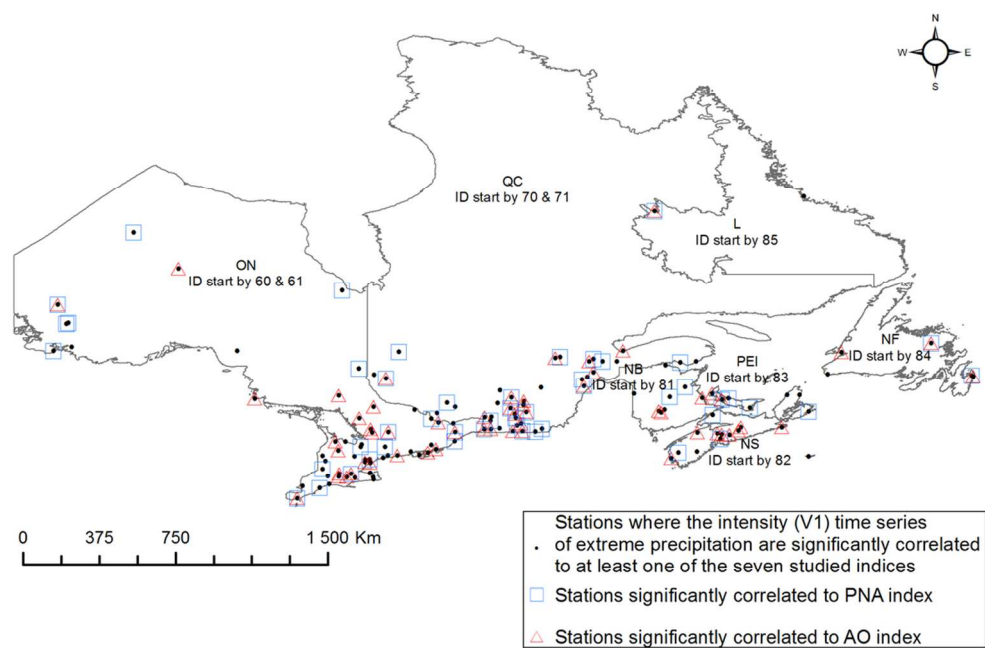 N
W E
S
QC
ID start by 70 & 71
L
ID start by 85
ON
ID start by 60 & 61
NF
ID start by 84
PEI
ID start by 83
NB
ID start by 81
NS
ID start by 82
0 375 750 1 500 Km
Stations where the intensity (V1) time series
of extreme precipitation are significantly correlated
to at least one of the seven studied indices
Stations significantly correlated to PNA index
Stations significantly correlated to AO index